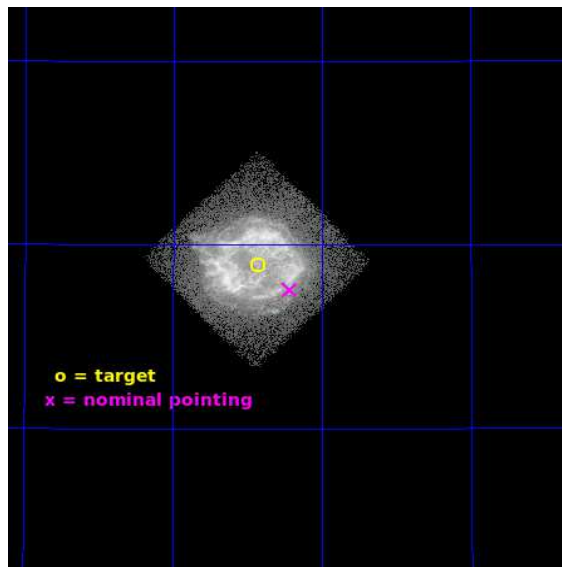 o = target
x = nominal pointing